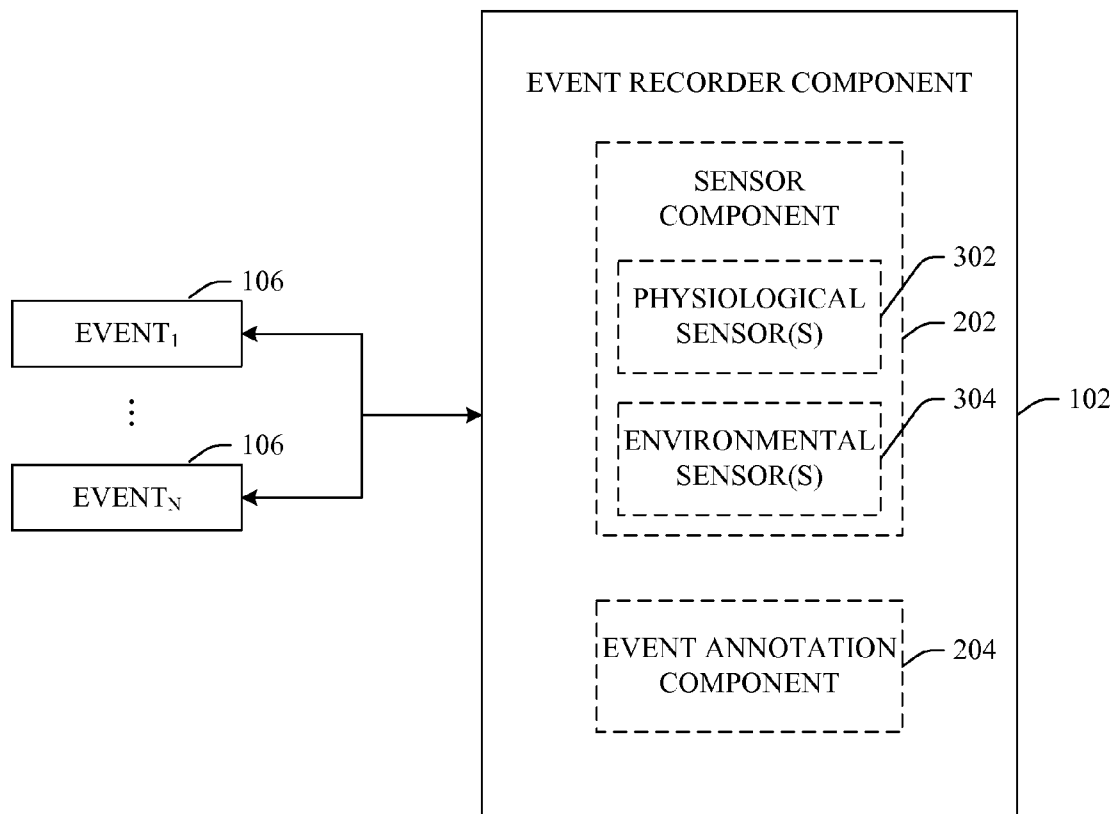 EVENT RECORDER COMPONENT
SENSOR
COMPONENT
302
PHYSIOLOGICAL
SENSOR(S)
202
304
ENVIRONMENTAL
SENSOR(S)
102
106
EVENT₁
⋮
106
EVENT_N
EVENT ANNOTATION
COMPONENT
204